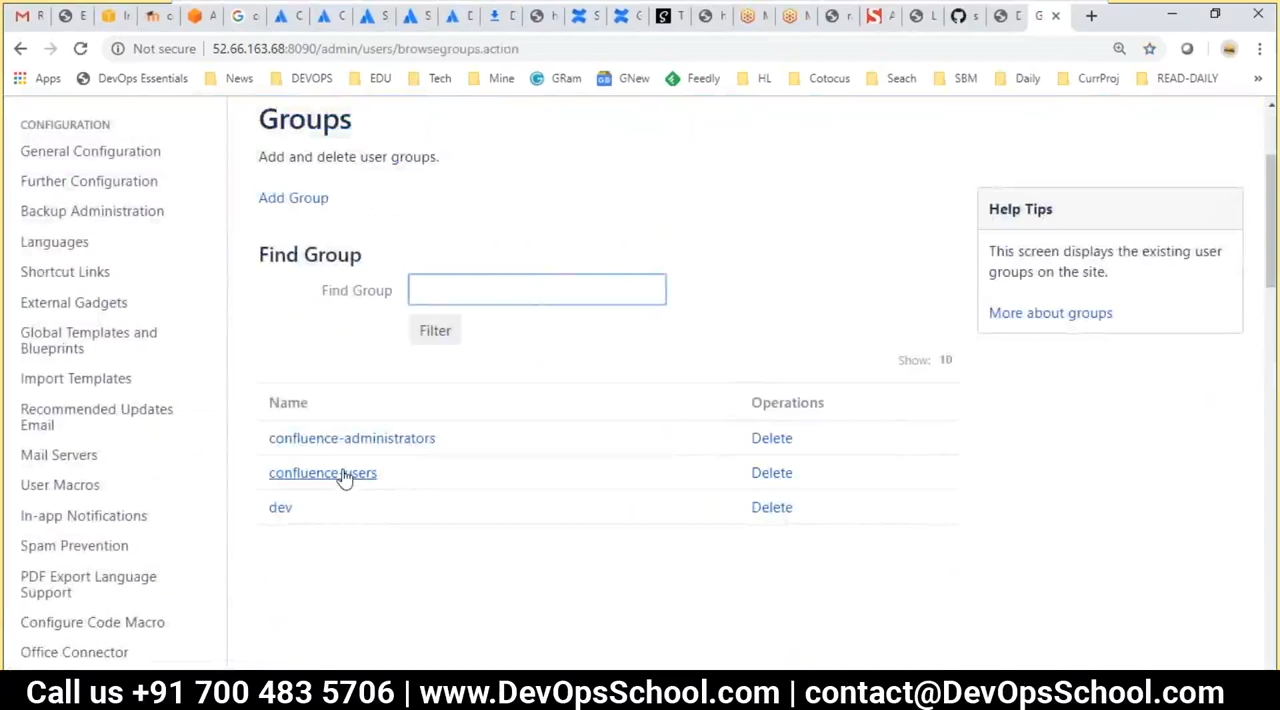 Not secure
52.66.163.68:8090/admin/users/browsegroups.action
Apps
DevOps Essentials
News
DEVOPS
EDU
Tech
Mine
GRam
GNew
Feedly
HL
Cotocus
Seach
SBM
Daily
CurrProj
READ-DAILY
»
CONFIGURATION
General Configuration
Further Configuration
Backup Administration
Languages
Shortcut Links
External Gadgets
Global Templates and
Blueprints
Import Templates
Recommended Updates
Email
Mail Servers
User Macros
In-app Notifications
Spam Prevention
PDF Export Language
Support
Configure Code Macro
Office Connector
Groups
Add and delete user groups.
Add Group
Find Group
Find Group
Filter
Show: 10
Name
Operations
confluence-administrators
Delete
confluence-users
Delete
dev
Delete
Help Tips
This screen displays the existing user
groups on the site.
More about groups
Call us +91 700 483 5706 | www.DevOpsSchool.com | contact@DevOpsSchool.com